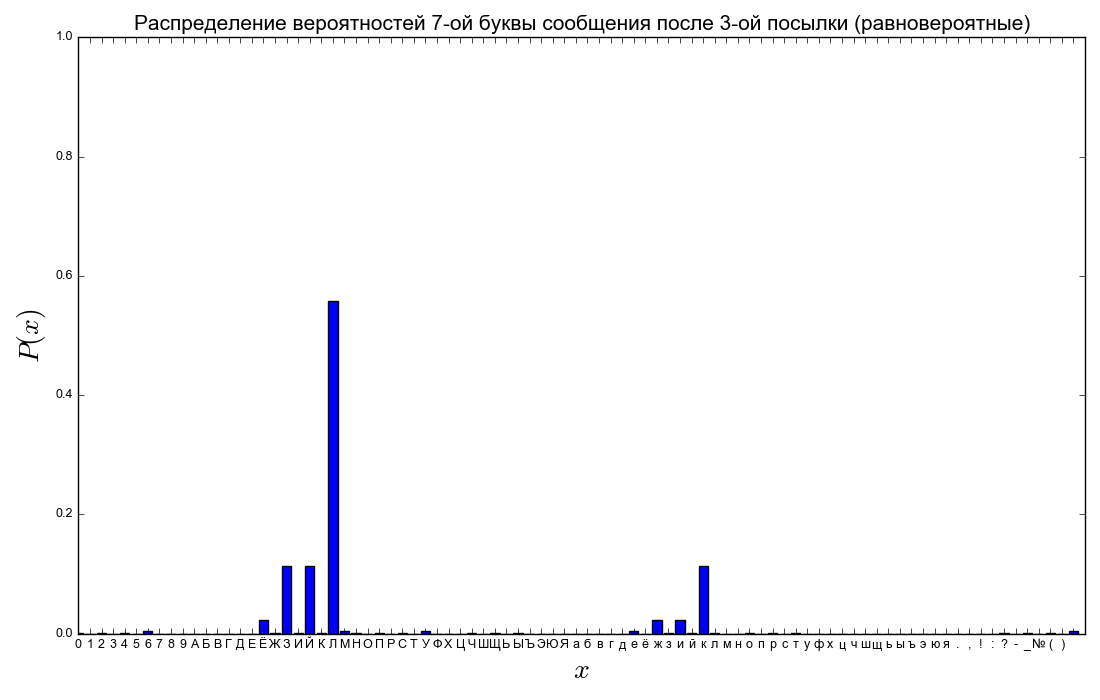 Распределение вероятностей 7-ой буквы сообщения после 3-ой посылки (равновероятные)
1.0
0.8
0.6
0.4
0.2
0.0
P(x)
0 1 2 3 4 5 6 7 8 9 А Б В Г Д Е Ё Ж З И Й К Л М Н О П Р С Т У Ф Х Ц Ч Ш Щ Ь Ы Ъ Э Ю Я а б в г д е ё ж з и й к л м н о п р с т у ф х ц ч ш щ ь ы ъ э ю я . , ! : ? - _ № ( )
x